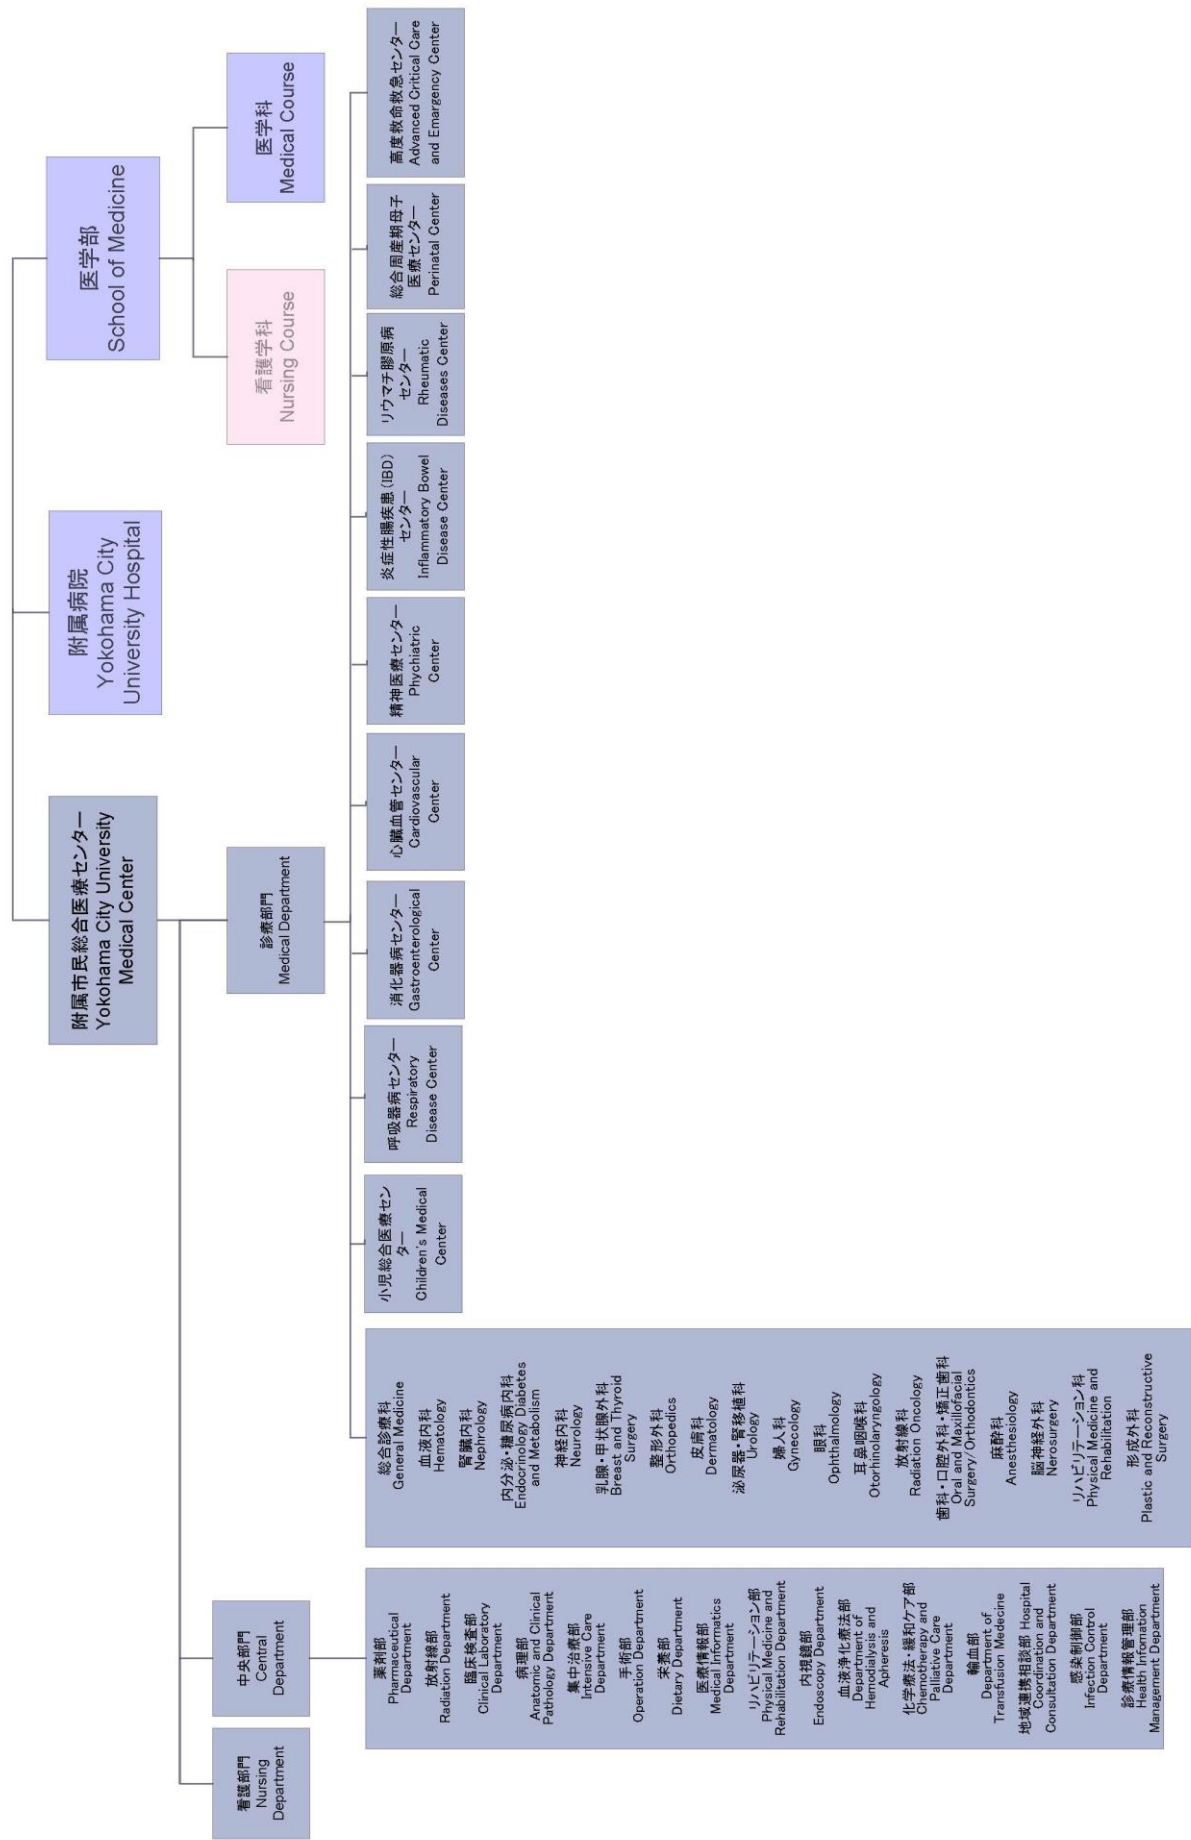 附属市民総合医療センター
Yokohama City University
Medical Center
附属病院
Yokohama City
University Hospital
医学部
School of Medicine
看護部門
Nursing
Department
中央部門
Central
Department
診療部門
Medical Department
看護学科
Nursing Course
医学科
Medical Course
薬剤部
Pharmaceutical
Department
放射線部
Radiation Department
臨床検査部
Clinical Laboratory
Department
病理部
Anatomic and Clinical
Pathology Department
集中治療部
Intensive Care
Department
手術部
Operation Department
栄養部
Dietary Department
医療情報部
Medical Informatics
Department
リハビリテーション部
Physical Medicine and
Rehabilitation Department
内視鏡部
Endoscopy Department
血液浄化療法部
Department of
Hemodialysis and
Apheresis
化学療法・緩和ケア部
Chemotherapy and
Palliative Care
Department
輸血部
Department of
Transfusion Medecine
地域連携相談部 Hospital
Coordination and
Consultation Department
感染制御部
Infection Control
Department
診療情報管理部
Health Infomation
Management Department
総合診療科
General Medicine
血液内科
Hematology
腎臓内科
Nephrology
内分泌・糖尿病内科
Endocrinology Diabetes
and Metabolism
神経内科
Neurology
乳腺・甲状腺外科
Breast and Thyroid
Surgery
整形外科
Orthopedics
皮膚科
Dermatology
泌尿器・腎移植科
Urology
婦人科
Gynecology
眼科
Ophthalmology
耳鼻咽喉科
Otorhinolaryngology
放射線科
Radiation Oncology
歯科・口腔外科・矯正歯科
Oral and Maxillofacial
Surgery/Orthodontics
麻酔科
Anesthesiology
脳神経外科
Nerosurgery
リハビリテーション科
Physical Medicine and
Rehabilitation
形成外科
Plastic and Reconstructive
Surgery
小児総合医療セン
ター
Children's Medical
Center
呼吸器病センター
Respiratory
Disease Center
消化器病センター
Gastroenterological
Center
心臓血管センター
Cardiovascular
Center
精神医療センター
Phychiatric
Center
炎症性腸疾患(IBD)
センター
Inflammatory Bowel
Disease Center
リウマチ膠原病
センター
Rheumatic
Diseases Center
総合周産期母子
医療センター
Perinatal Center
高度救命救急センター
Advanced Critical Care
and Emargency Center